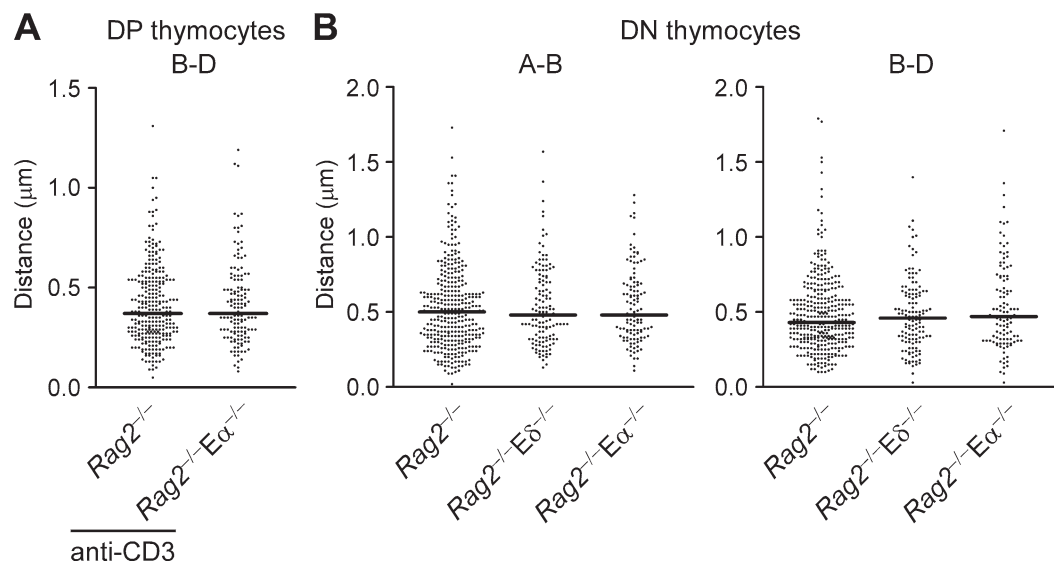 A DP thymocytes B DN thymocytes
B-D A-B B-D
1.5 2.0 2.0
1.5 1.5
1.0
1.0 1.0
0.5
0.5 0.5
0.0 0.0 0.0
Distance (μm) Distance (μm)
Rag2⁻/⁻ Rag2⁻/⁻Eα⁻/⁻ Rag2⁻/⁻ Rag2⁻/⁻Eδ⁻/⁻ Rag2⁻/⁻Eα⁻/⁻ Rag2⁻/⁻ Rag2⁻/⁻Eδ⁻/⁻ Rag2⁻/⁻Eα⁻/⁻
anti-CD3